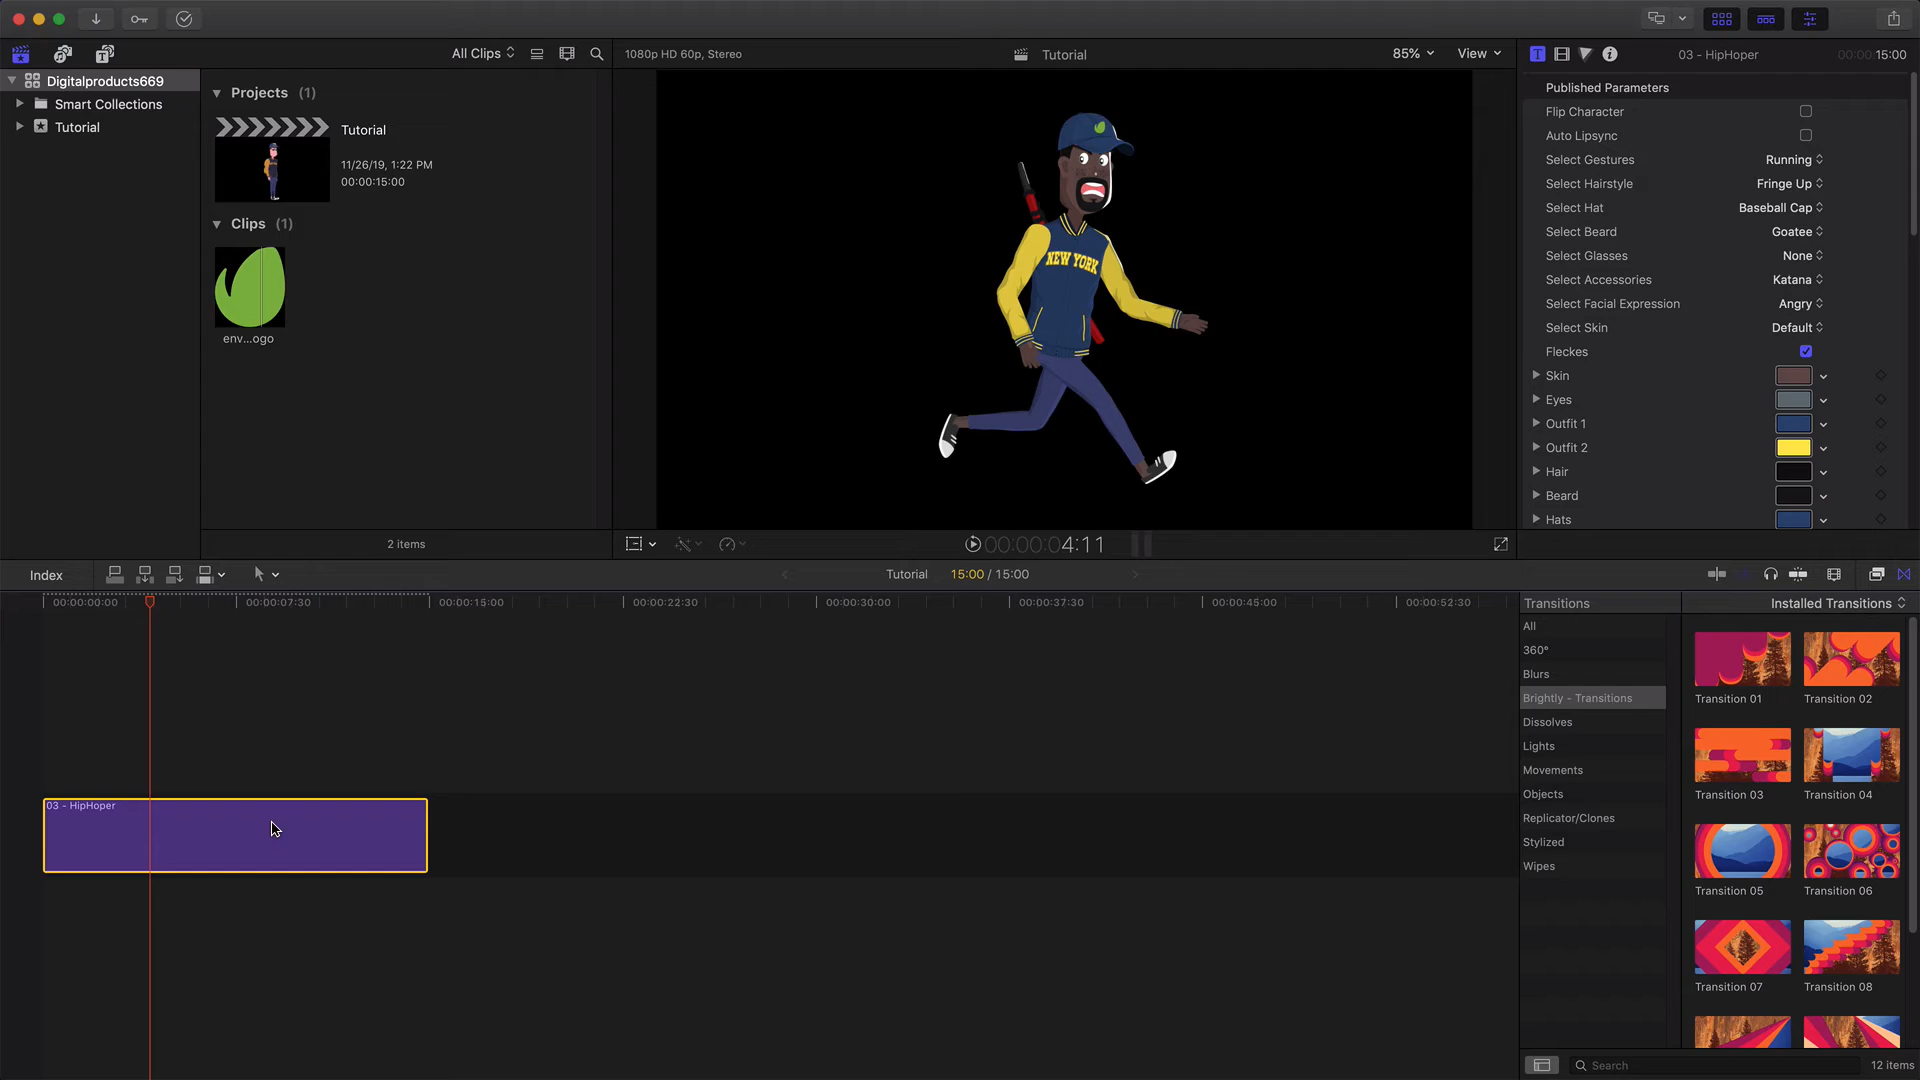 All Clips
1080p HD 60p, Stereo
Tutorial
85%
View
03 - HipHoper
00:00:15:00
Digitalproducts669
Smart Collections
Tutorial
Projects (1)
Tutorial
11/26/19, 1:22 PM
00:00:15:00
Clips (1)
env...ogo
2 items
NEW YORK
00:00:04:11
Published Parameters
Flip Character
Auto Lipsync
Select Gestures Running
Select Hairstyle Fringe Up
Select Hat Baseball Cap
Select Beard Goatee
Select Glasses None
Select Accessories Katana
Select Facial Expression Angry
Select Skin Default
Fleckes
Skin
Eyes
Outfit 1
Outfit 2
Hair
Beard
Hats
Index
Tutorial 15:00 / 15:00
00:00:00:00 00:00:07:30 00:00:15:00 00:00:22:30 00:00:30:00 00:00:37:30 00:00:45:00 00:00:52:30
03 - HipHoper
Transitions
Installed Transitions
All
360°
Blurs
Brightly - Transitions
Dissolves
Lights
Movements
Objects
Replicator/Clones
Stylized
Wipes
Transition 01 Transition 02
Transition 03 Transition 04
Transition 05 Transition 06
Transition 07 Transition 08
Search
12 items